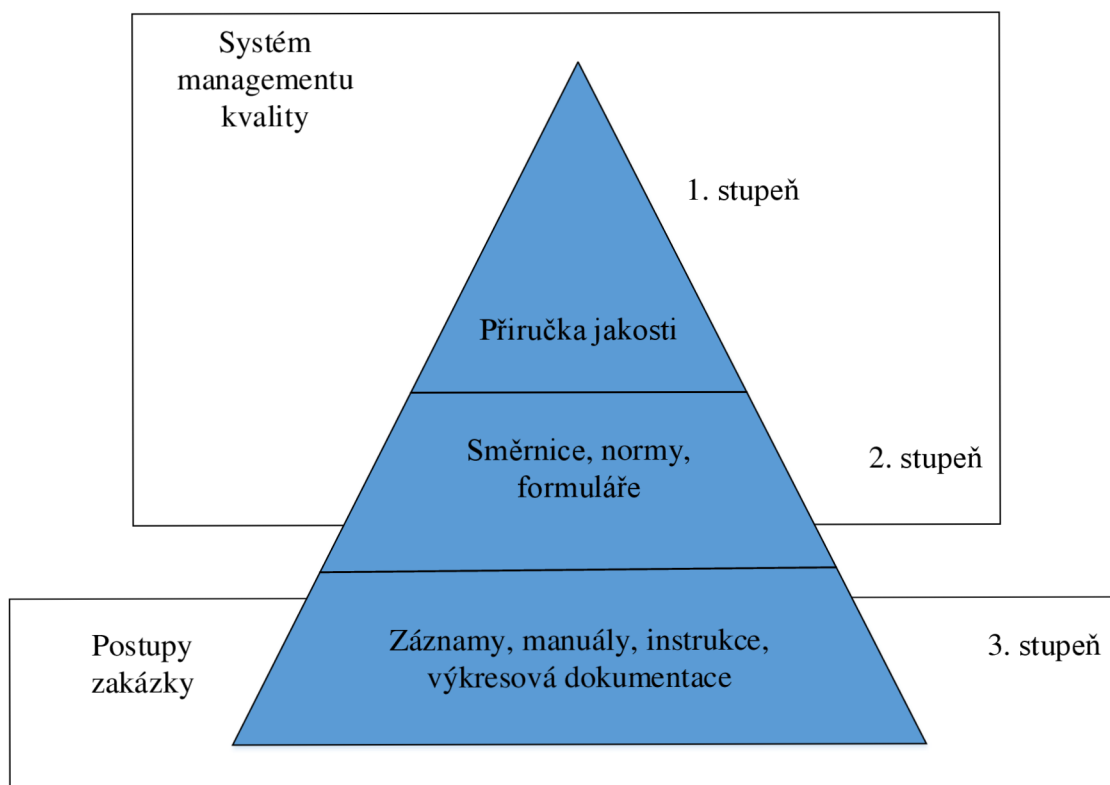 Systém
managementu
kvality
1. stupeň
Přiručka jakosti
Směrnice, normy,
formuláře
2. stupeň
Postupy
zakázky
Záznamy, manuály, instrukce,
výkresová dokumentace
3. stupeň